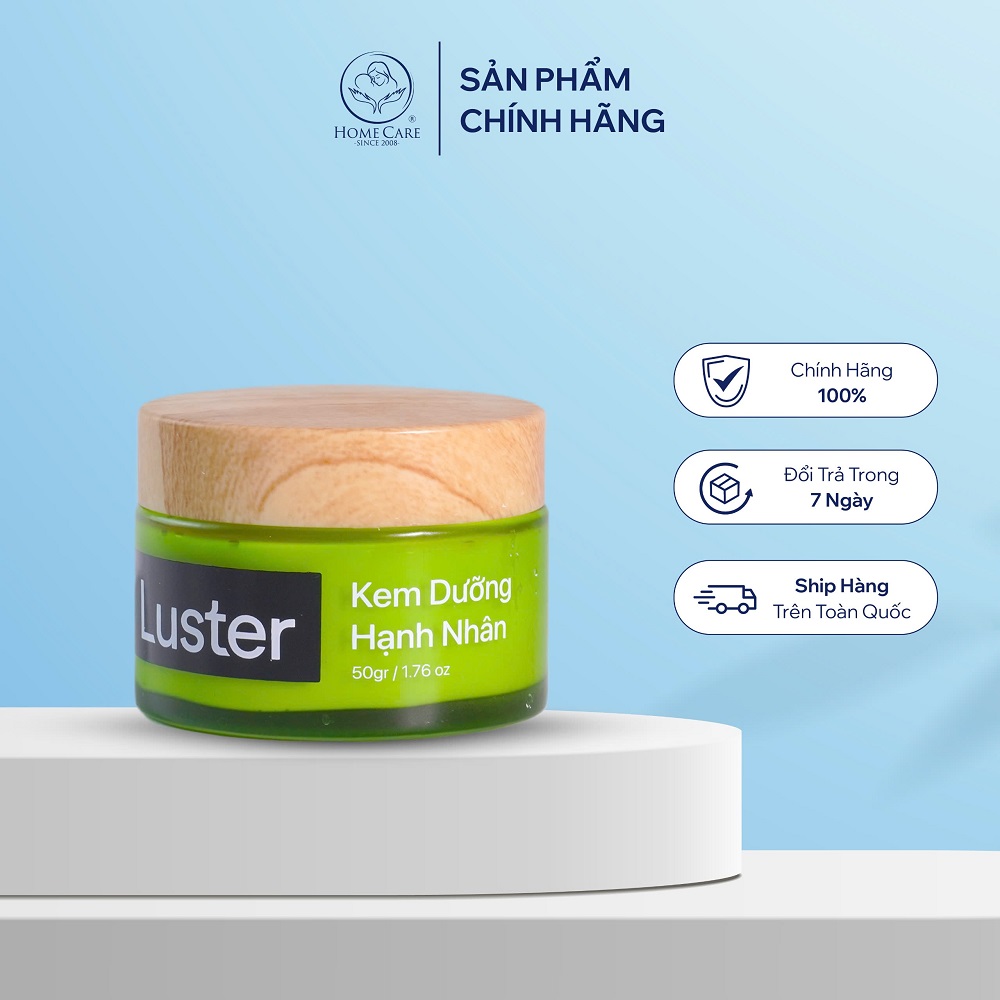 HOME CARE
®
-SINCE 2008-
SẢN PHẨM
CHÍNH HÃNG
Chính Hãng
100%
Đổi Trả Trong
7 Ngày
Ship Hàng
Trên Toàn Quốc
Luster
Kem Dưỡng
Hạnh Nhân
50gr / 1.76 oz